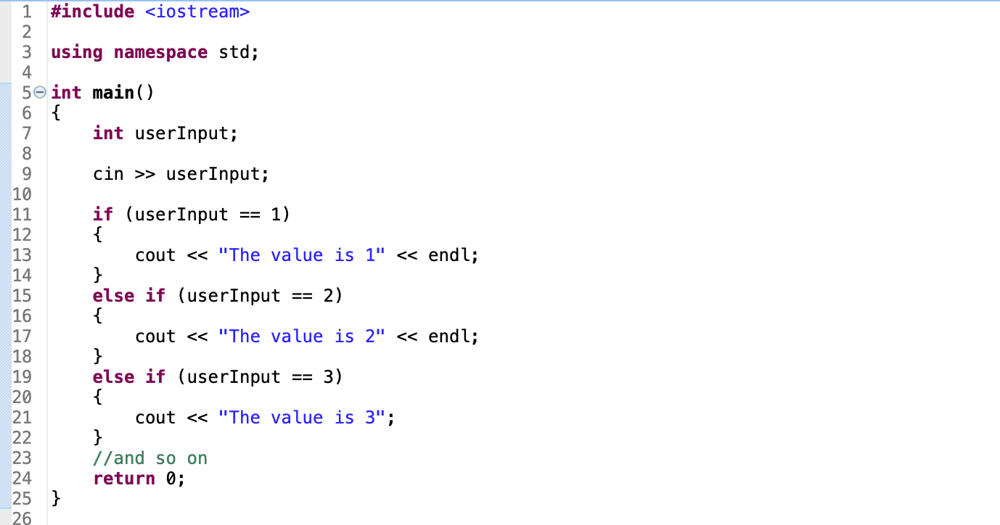 1 #include <iostream>
2
3 using namespace std;
4
5 int main()
6 {
7     int userInput;
8
9     cin >> userInput;
10
11     if (userInput == 1)
12     {
13         cout << "The value is 1" << endl;
14     }
15     else if (userInput == 2)
16     {
17         cout << "The value is 2" << endl;
18     }
19     else if (userInput == 3)
20     {
21         cout << "The value is 3";
22     }
23     //and so on
24     return 0;
25 }
26